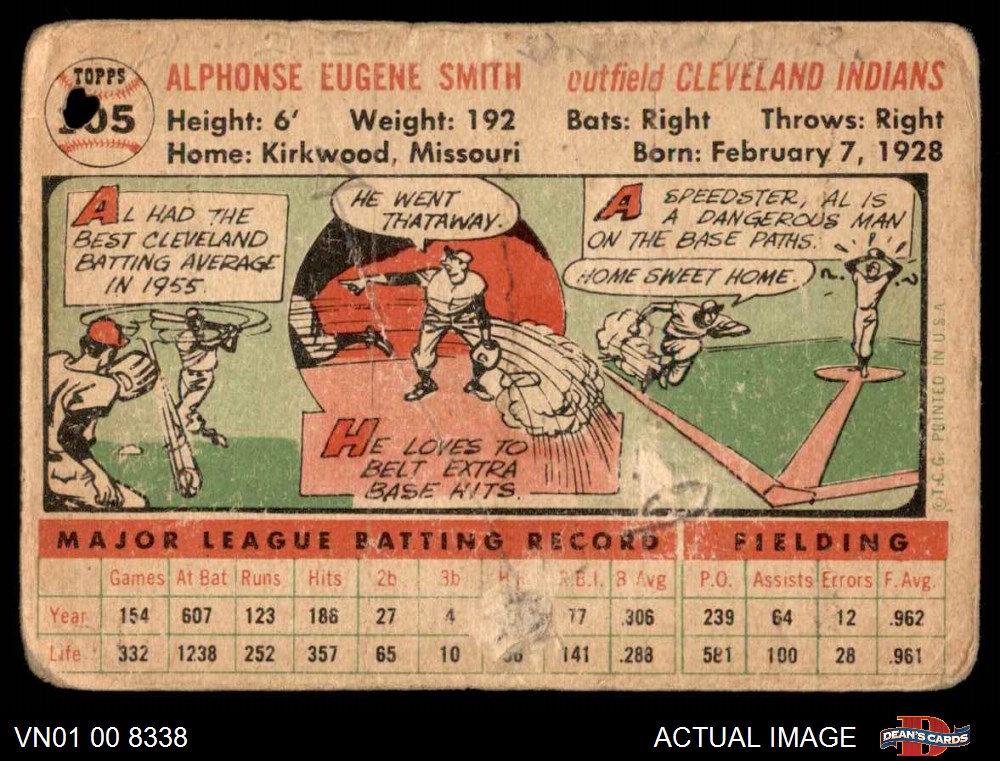 TOPPS
ALPHONSE EUGENE SMITH outfield CLEVELAND INDIANS
Height: 6' Weight: 192 Bats: Right Throws: Right
Home: Kirkwood, Missouri Born: February 7, 1928
AL HAD THE
BEST CLEVELAND
BATTING AVERAGE
IN 1955.
HE WENT
THATAWAY.
HE LOVES TO
BELT EXTRA
BASE HITS.
A SPEEDSTER, AL IS
A DANGEROUS MAN
ON THE BASE PATHS.
HOME SWEET HOME.
©T.C.G. PRINTED IN U.S.A.
MAJOR LEAGUE BATTING RECORD FIELDING
Games At Bat Runs Hits 2b 3b R.B.I. B Avg P.O. Assists Errors F. Avg.
Year 154 607 123 186 27 4 77 .306 239 64 12 .962
Life 332 1238 252 357 65 10 141 .288 581 100 28 .961
VN01 00 8338 ACTUAL IMAGE DEAN'S CARDS